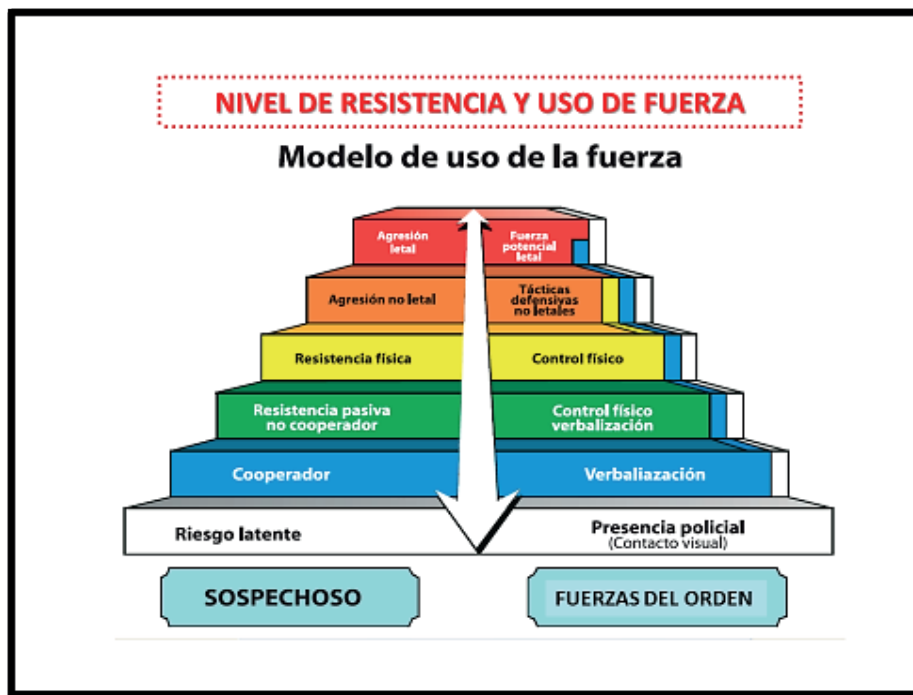 NIVEL DE RESISTENCIA Y USO DE FUERZA
Modelo de uso de la fuerza
Agresión
letal
Fuerza
potencial
letal
Agresión no letal
Tácticas
defensivas
no letales
Resistencia física
Control físico
Resistencia pasiva
no cooperador
Control físico
verbalización
Cooperador
Verbaliazación
Riesgo latente
Presencia policial
(Contacto visual)
SOSPECHOSO
FUERZAS DEL ORDEN